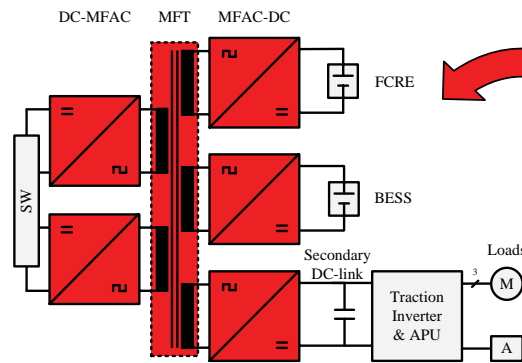 DC-MFAC MFT MFAC-DC
FCRE
SW
BESS
Secondary
DC-link
Loads
3
Traction
Inverter
& APU
M
A